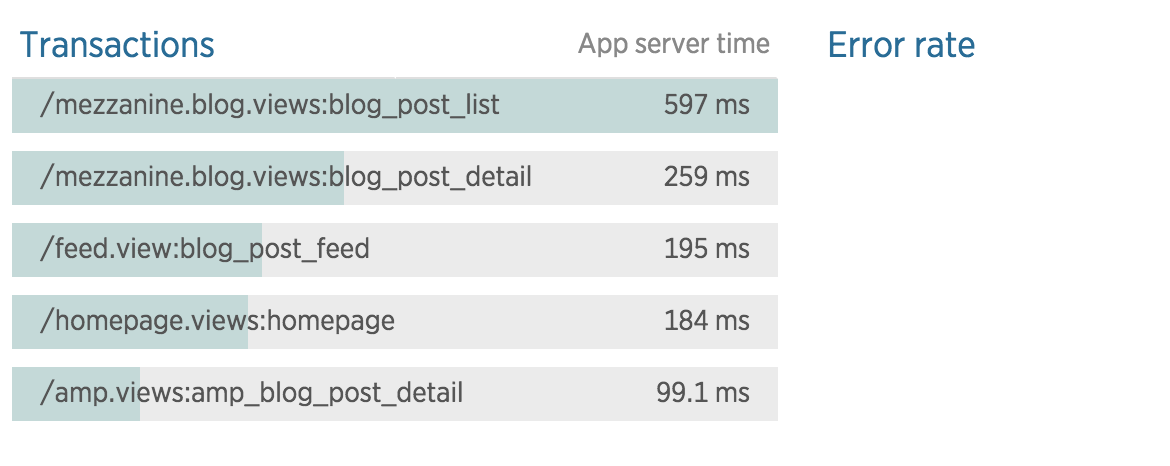 Transactions App server time Error rate
/mezzanine.blog.views:blog_post_list 597 ms
/mezzanine.blog.views:blog_post_detail 259 ms
/feed.view:blog_post_feed 195 ms
/homepage.views:homepage 184 ms
/amp.views:amp_blog_post_detail 99.1 ms